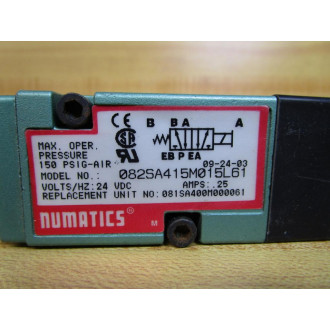 B BA A
EB P EA
09-24-03
MAX. OPER.
PRESSURE
150 PSIG-AIR
MODEL NO.: 082SA415M015L61
VOLTS/HZ: 24 VDC AMPS: .25
REPLACEMENT UNIT NO: 081SA400M000061
NUMATICS®
M